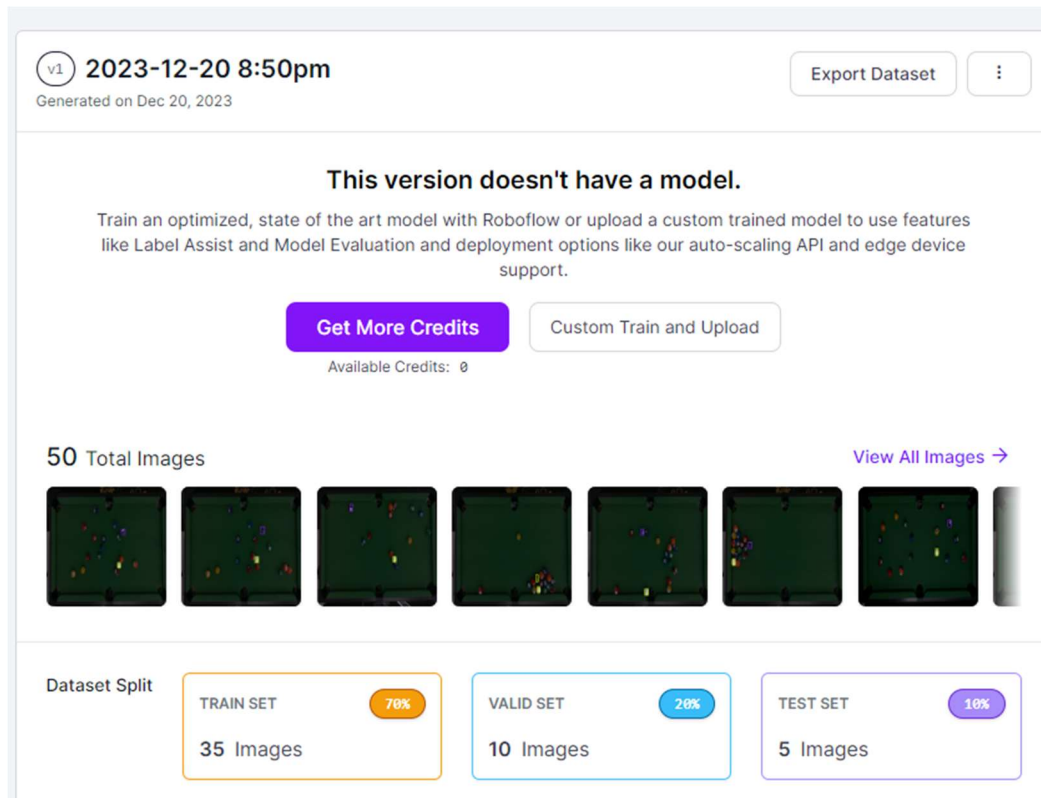 v1 2023-12-20 8:50pm
Export Dataset
Generated on Dec 20, 2023
This version doesn't have a model.
Train an optimized, state of the art model with Roboflow or upload a custom trained model to use features
like Label Assist and Model Evaluation and deployment options like our auto-scaling API and edge device
support.
Get More Credits
Custom Train and Upload
Available Credits: 0
50 Total Images
View All Images →
Dataset Split
TRAIN SET 70%
35 Images
VALID SET 20%
10 Images
TEST SET 10%
5 Images